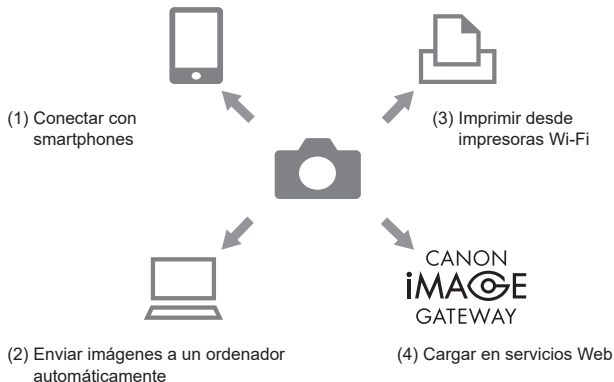 (1) Conectar con
smartphones
(3) Imprimir desde
impresoras Wi-Fi
CANON
iMAGE
GATEWAY
(2) Enviar imágenes a un ordenador
automáticamente
(4) Cargar en servicios Web